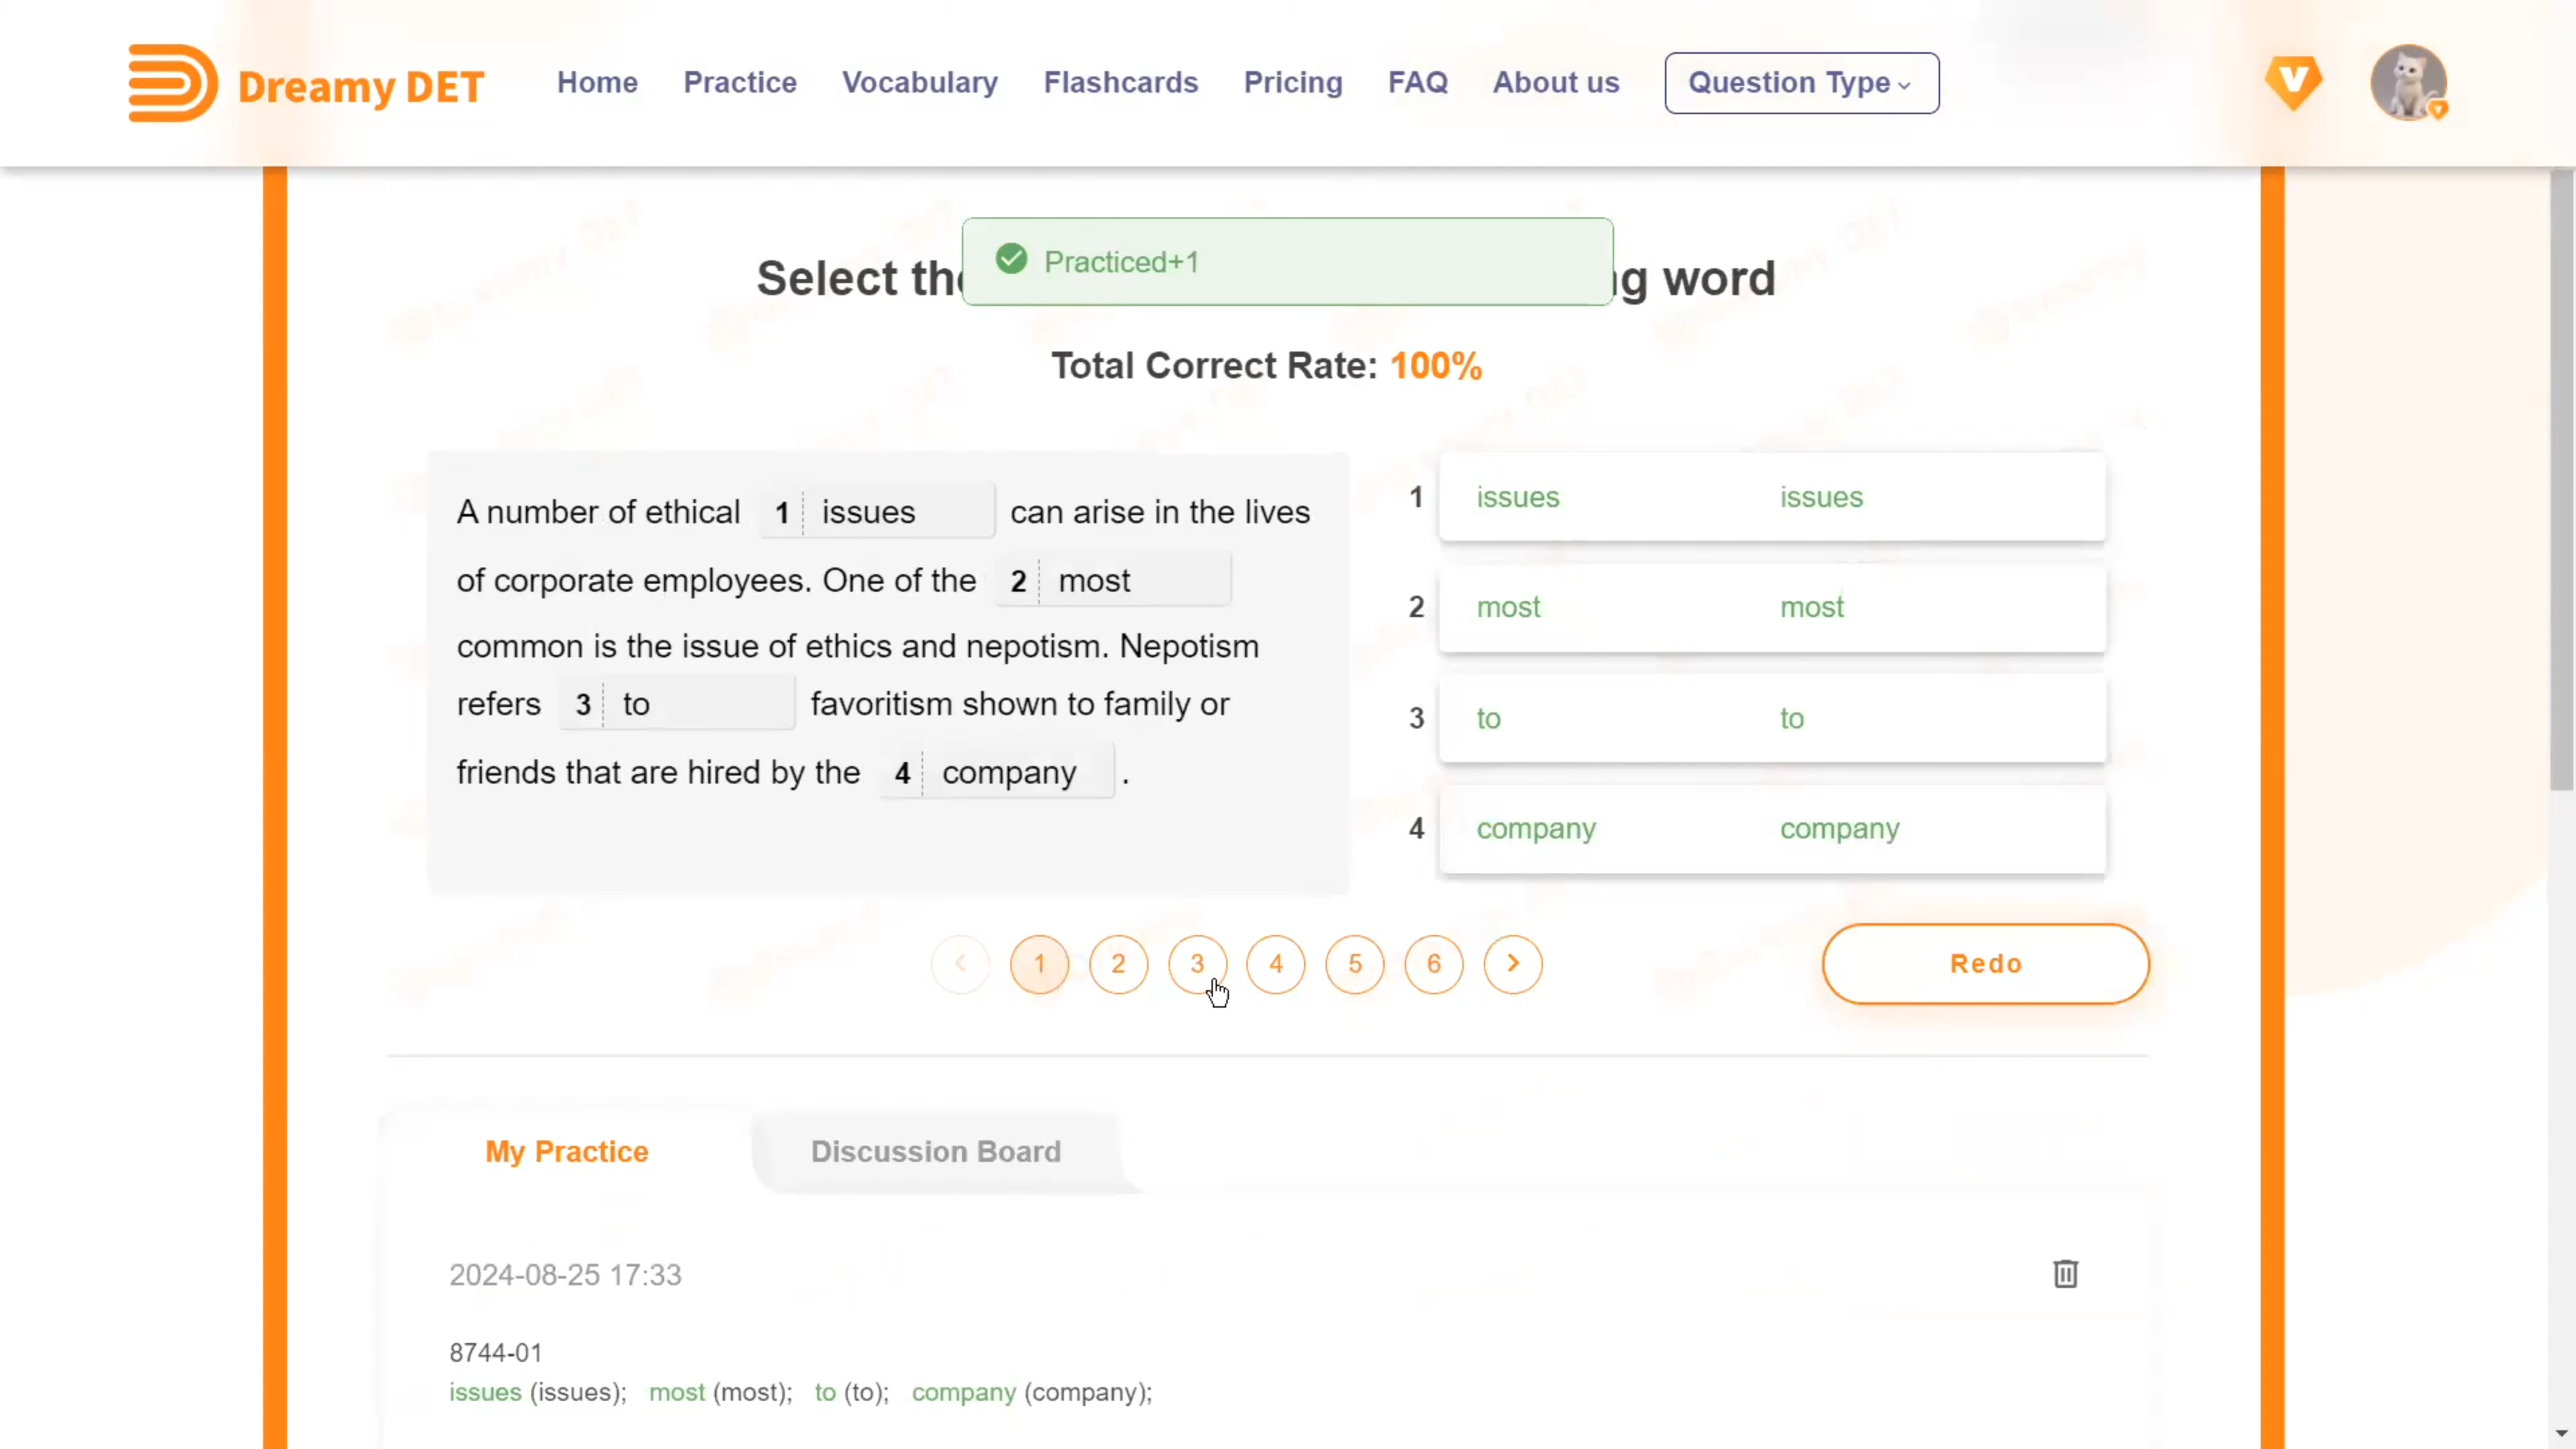 Dreamy DET
Home Practice Vocabulary Flashcards Pricing FAQ About us Question Type
Practiced+1
Select the word
Total Correct Rate: 100%
A number of ethical 1 issues can arise in the lives
of corporate employees. One of the 2 most
common is the issue of ethics and nepotism. Nepotism
refers 3 to favoritism shown to family or
friends that are hired by the 4 company .
1 issues issues
2 most most
3 to to
4 company company
< 1 2 3 4 5 6 >
Redo
My Practice Discussion Board
2024-08-25 17:33
8744-01
issues (issues); most (most); to (to); company (company);